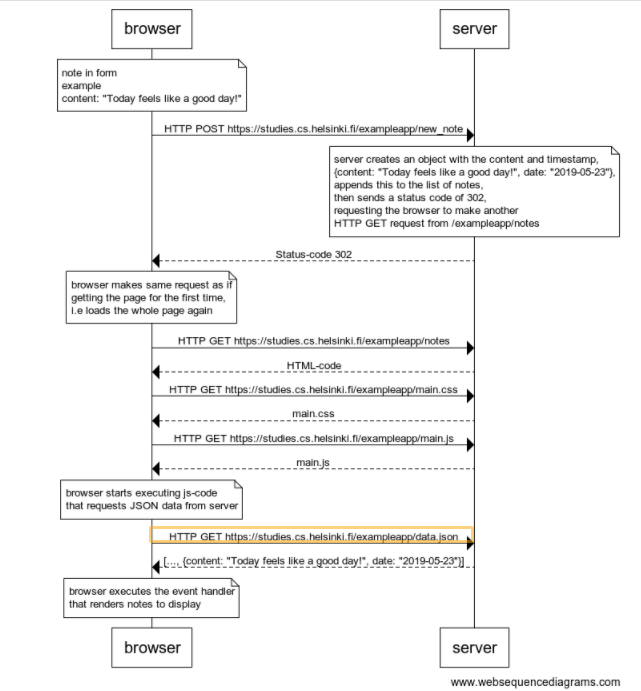 browser
server
note in form
example
content: "Today feels like a good day!"
HTTP POST https://studies.cs.helsinki.fi/exampleapp/new_note
server creates an object with the content and timestamp,
{content: "Today feels like a good day!", date: "2019-05-23"},
appends this to the list of notes,
then sends a status code of 302,
requesting the browser to make another
HTTP GET request from /exampleapp/notes
Status-code 302
browser makes same request as if
getting the page for the first time,
i.e loads the whole page again
HTTP GET https://studies.cs.helsinki.fi/exampleapp/notes
HTML-code
HTTP GET https://studies.cs.helsinki.fi/exampleapp/main.css
main.css
HTTP GET https://studies.cs.helsinki.fi/exampleapp/main.js
main.js
browser starts executing js-code
that requests JSON data from server
HTTP GET https://studies.cs.helsinki.fi/exampleapp/data.json
[..., {content: "Today feels like a good day!", date: "2019-05-23"}]
browser executes the event handler
that renders notes to display
browser
server
www.websequencediagrams.com